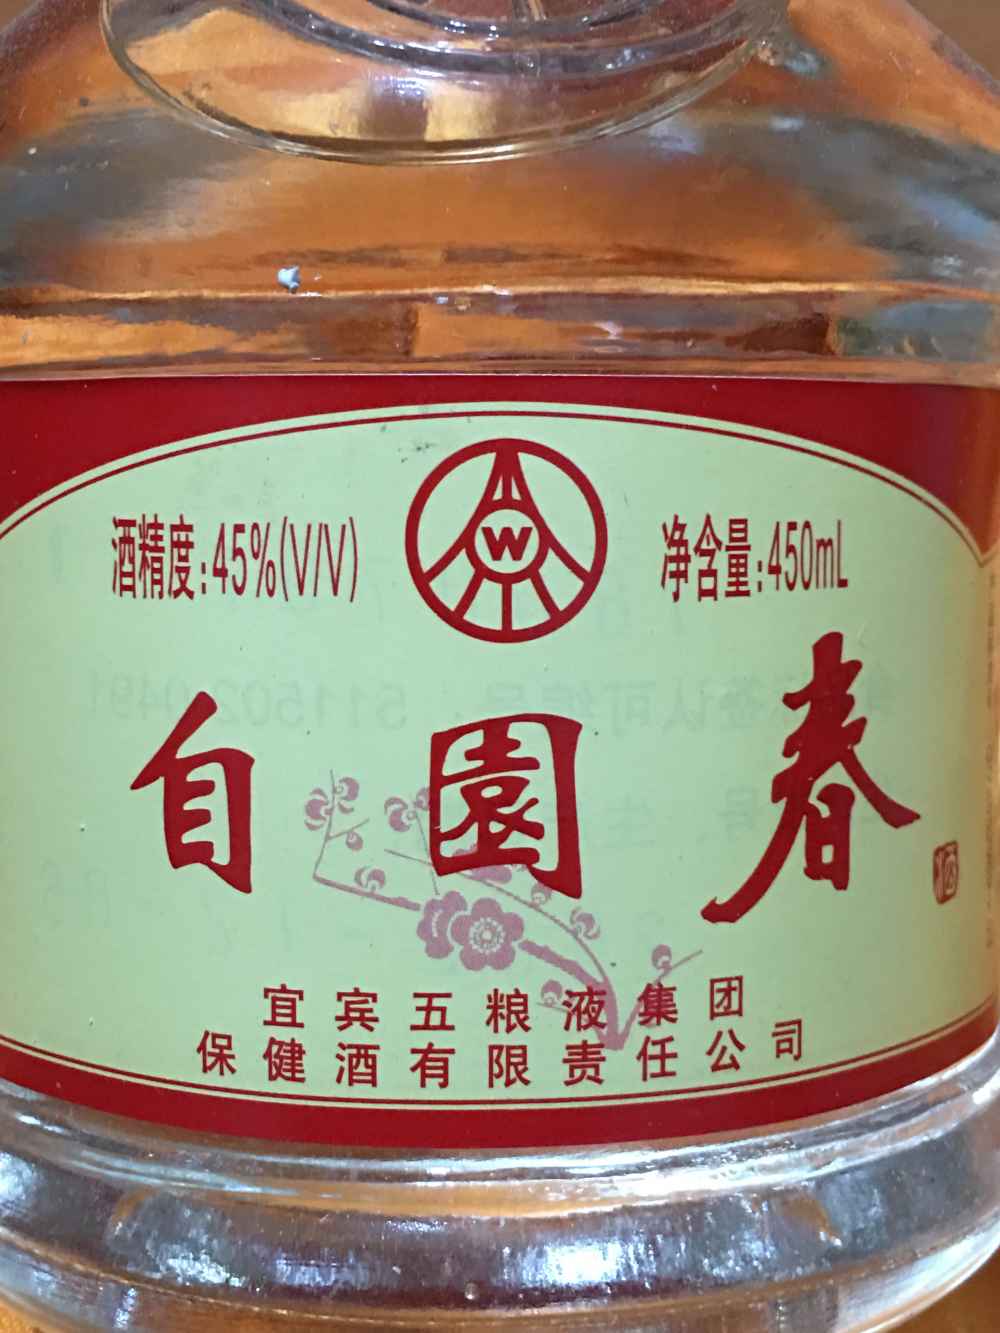 酒精度:45%(V/V)
W
净含量:450mL
自園春
酒
宜宾五粮液集团
保健酒有限责任公司